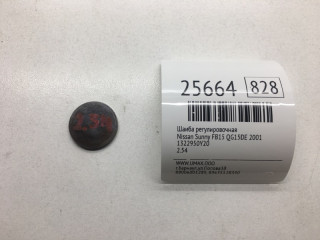 25664 828
Шайба регулировочная
Nissan Sunny FB15 QG15DE 2001
1322950Y20
2.54